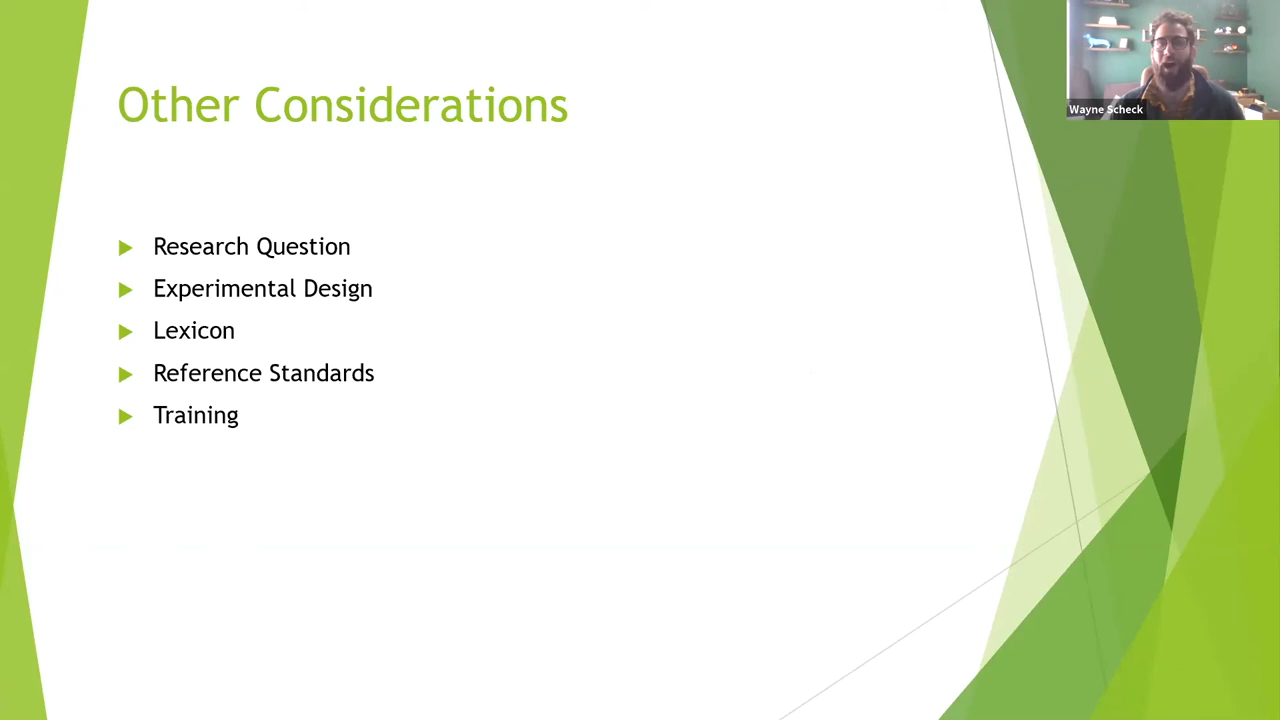 Other Considerations
Wayne Scheck
Research Question
Experimental Design
Lexicon
Reference Standards
Training